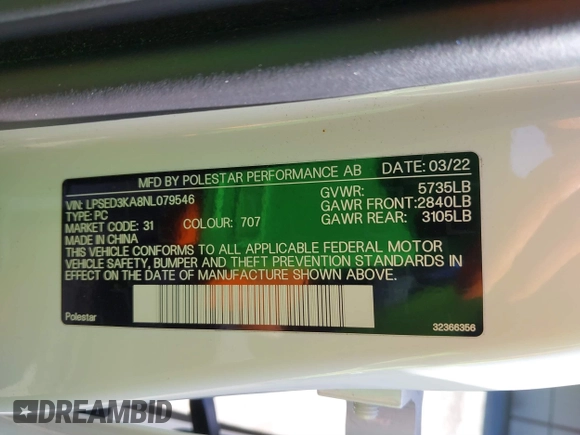 MFD BY POLESTAR PERFORMANCE AB DATE: 03/22
VIN: LPSED3KA8NL079546
TYPE: PC
MARKET CODE: 31 COLOUR: 707
MADE IN CHINA
GVWR: 5735LB
GAWR FRONT:2840LB
GAWR REAR: 3105LB
THIS VEHICLE CONFORMS TO ALL APPLICABLE FEDERAL MOTOR
VEHICLE SAFETY, BUMPER AND THEFT PREVENTION STANDARDS IN
EFFECT ON THE DATE OF MANUFACTURE SHOWN ABOVE.
Polestar 32366356
DREAMBID